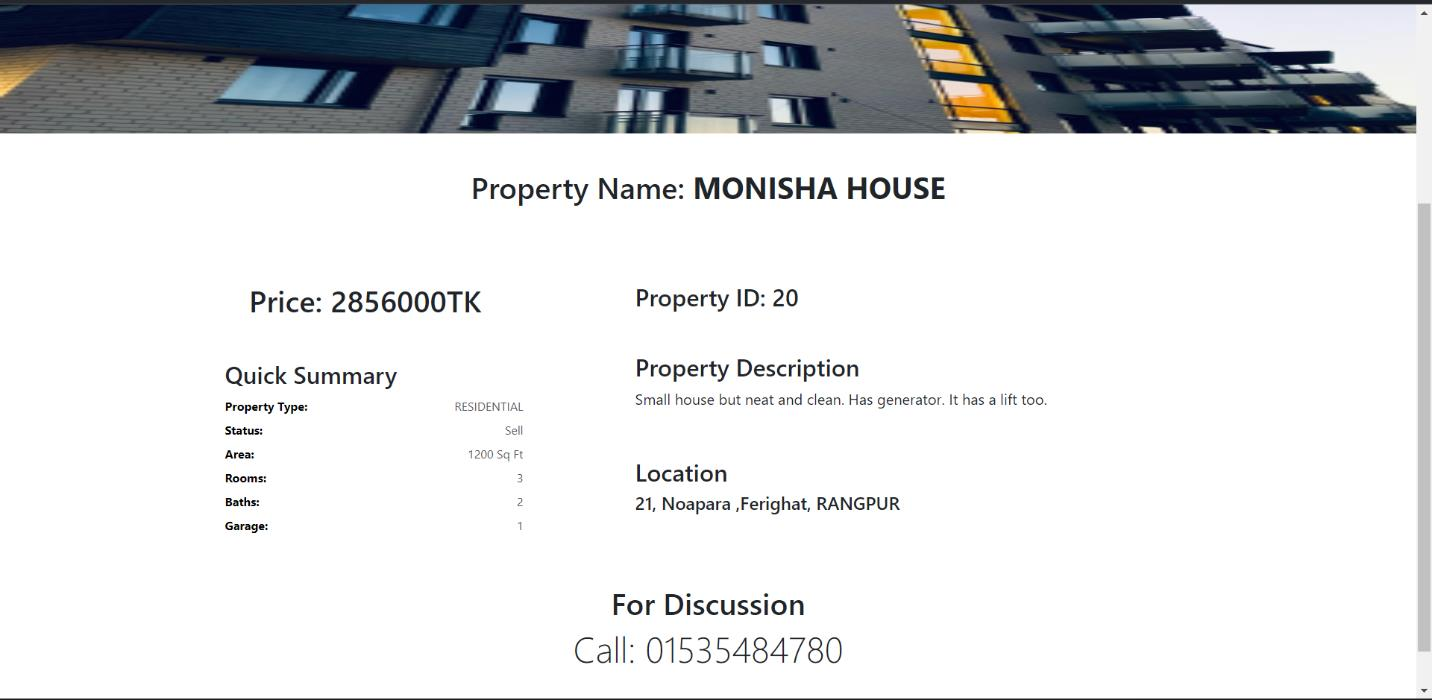 Property Name: MONISHA HOUSE
Price: 2856000TK
Quick Summary
Property Type: RESIDENTIAL
Status: Sell
Area: 1200 Sq Ft
Rooms: 3
Baths: 2
Garage: 1
Property ID: 20
Property Description
Small house but neat and clean. Has generator. It has a lift too.
Location
21, Noapara ,Ferighat, RANGPUR
For Discussion
Call: 01535484780